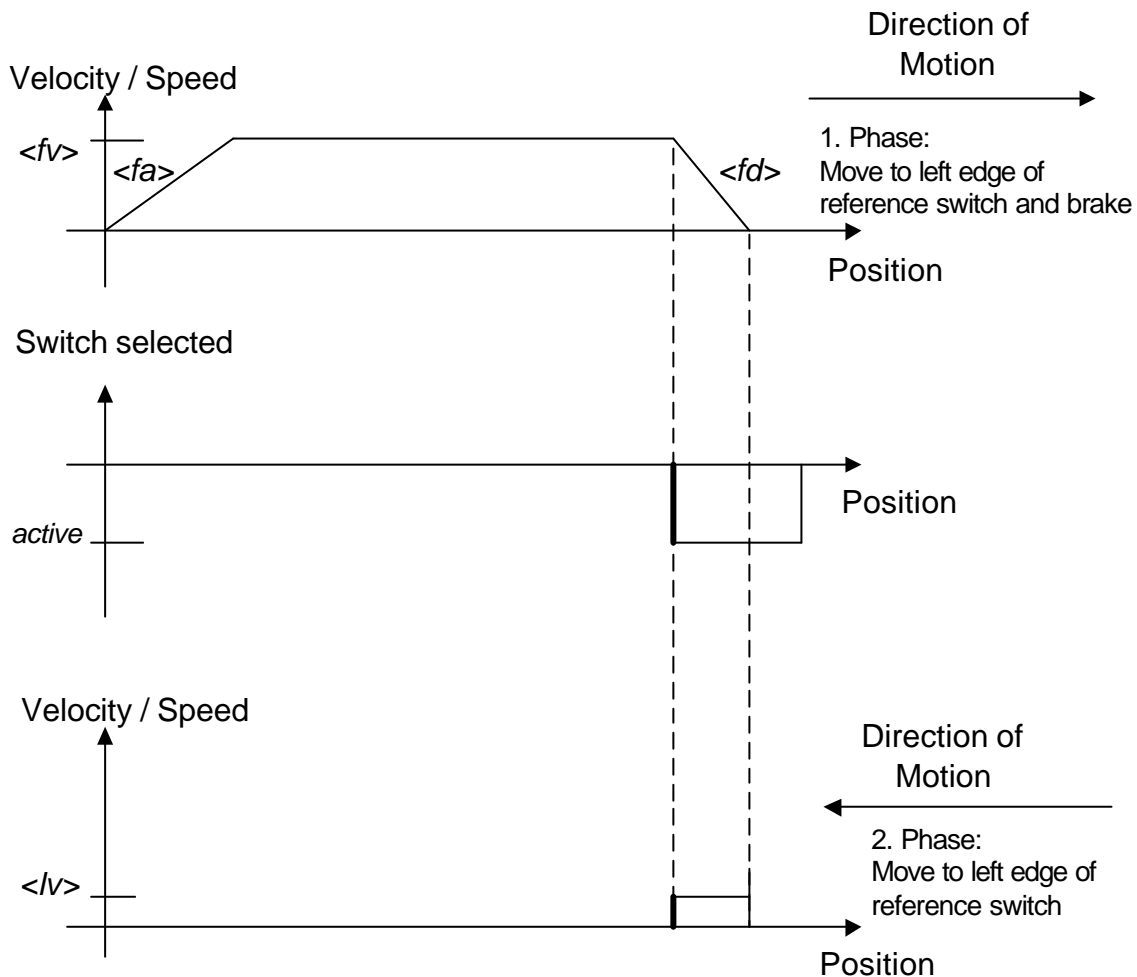 Direction of
Motion
Velocity / Speed
<fv>
<fa>
<fd>
1. Phase:
Move to left edge of
reference switch and brake
Position
Switch selected
Position
active
Velocity / Speed
Direction of
Motion
2. Phase:
Move to left edge of
reference switch
<lv>
Position